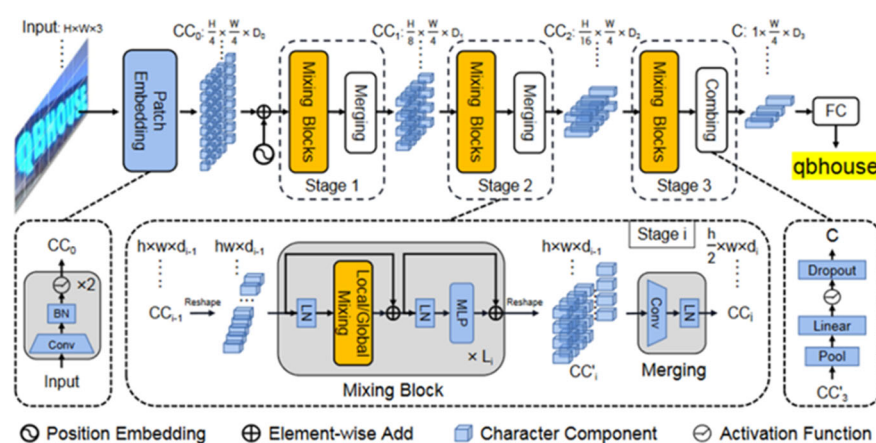 Input: H×W×3
CC₀: H/4 × W/4 × D₀
CC₁: H/8 × W/4 × D₁
CC₂: H/16 × W/4 × D₂
C: 1 × W/4 × D₃
QBHOUSE
Patch Embedding
Mixing Blocks
Merging
Stage 1
Mixing Blocks
Merging
Stage 2
Mixing Blocks
Combing
Stage 3
FC
qbhouse
CC₀
×2
BN
Conv
Input
h×w×dᵢ₋₁
CCᵢ₋₁
Reshape
hw×dᵢ₋₁
LN
Local/Global Mixing
LN
MLP
× Lᵢ
Mixing Block
Reshape
h×w×dᵢ₋₁
CC'ᵢ
Stage i
h/2 ×w×dᵢ
Conv
LN
Merging
CCᵢ
C
Dropout
Linear
Pool
CC'₃
Position Embedding
Element-wise Add
Character Component
Activation Function